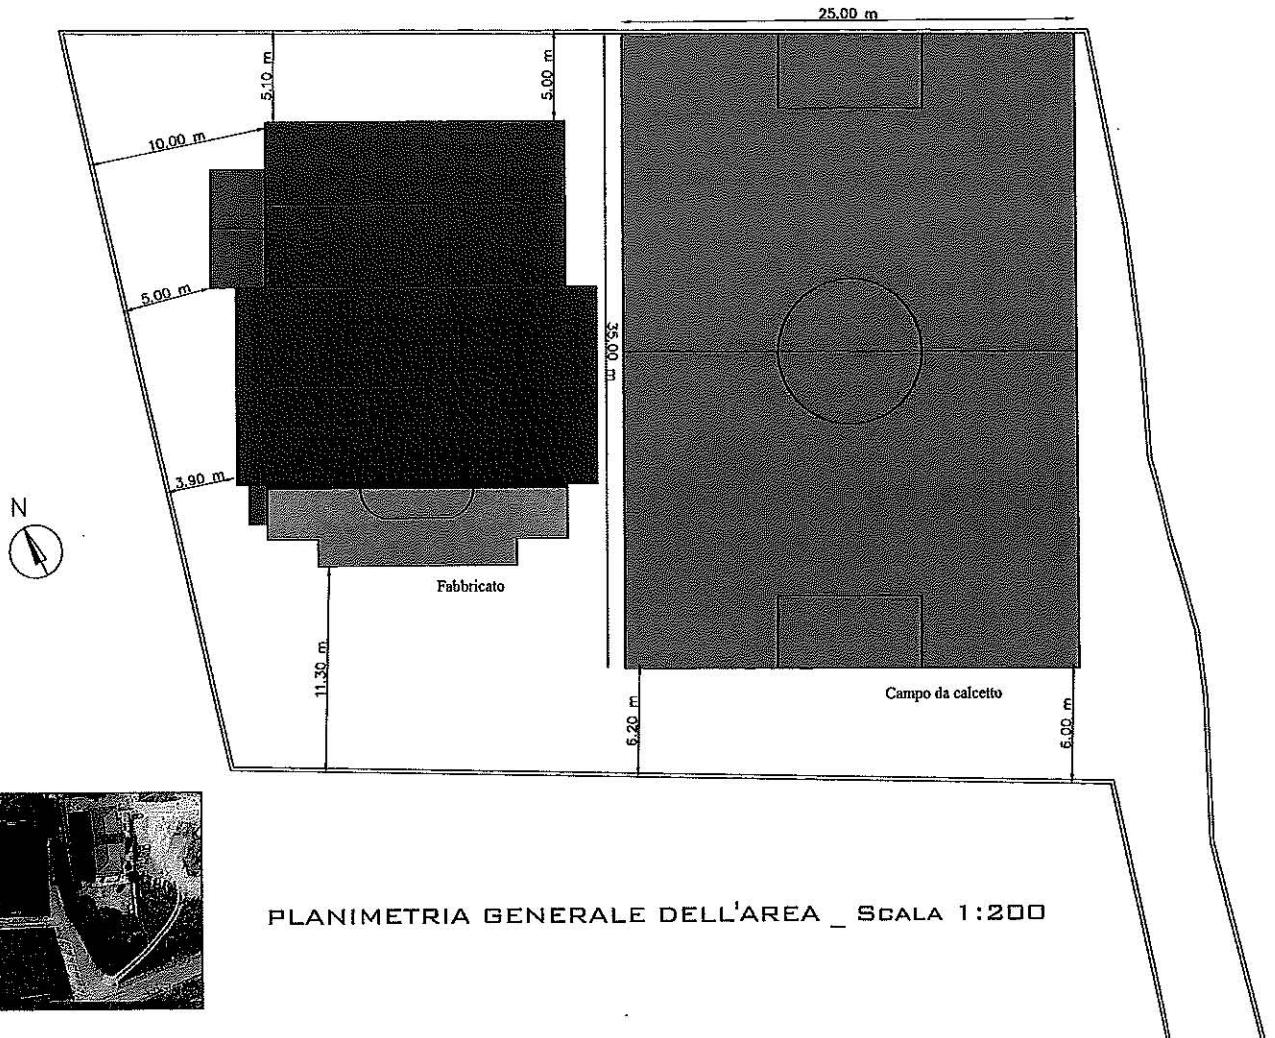 25.00 m
5.10 m
5.00 m
10.00 m
5.00 m
35.00 m
3.90 m
N
Fabbricato
11.30 m
Campo da calcetto
6.20 m
6.00 m
PLANIMETRIA GENERALE DELL'AREA _ SCALA 1:200